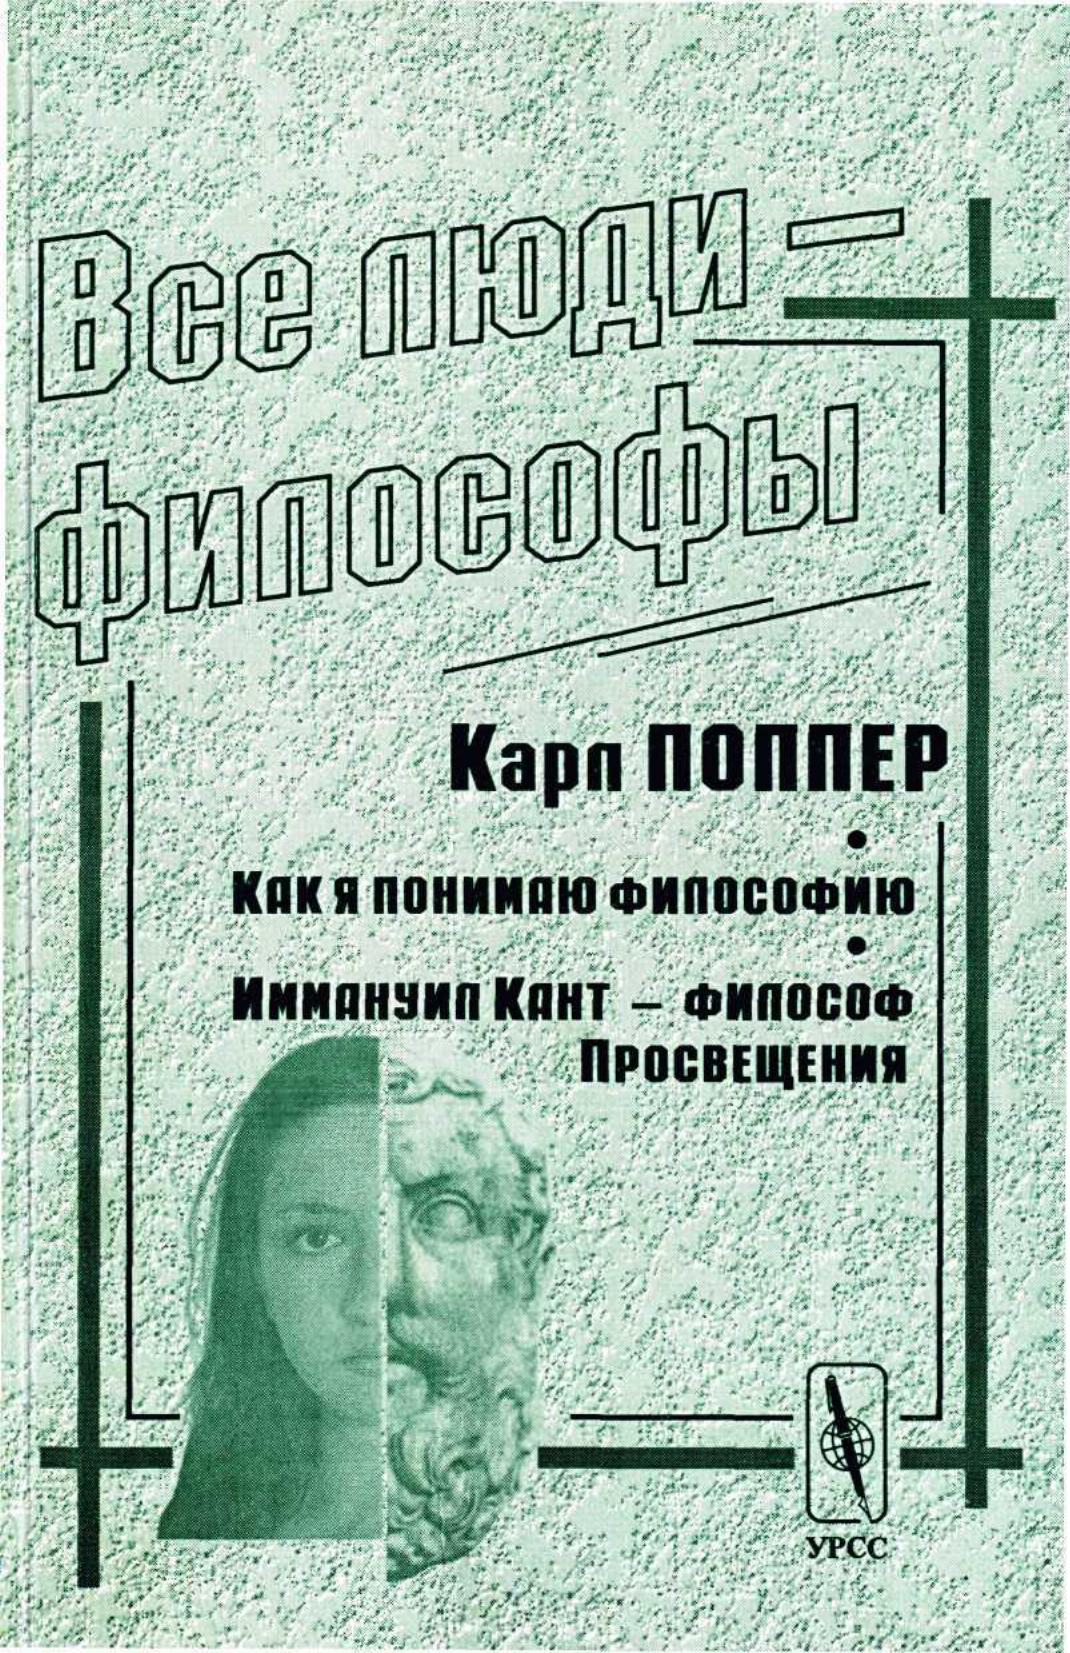 Все люди –
философы
Карл ПОППЕР
•
Как я понимаю философию
•
Иммануил Кант – философ
Просвещения
УРСС